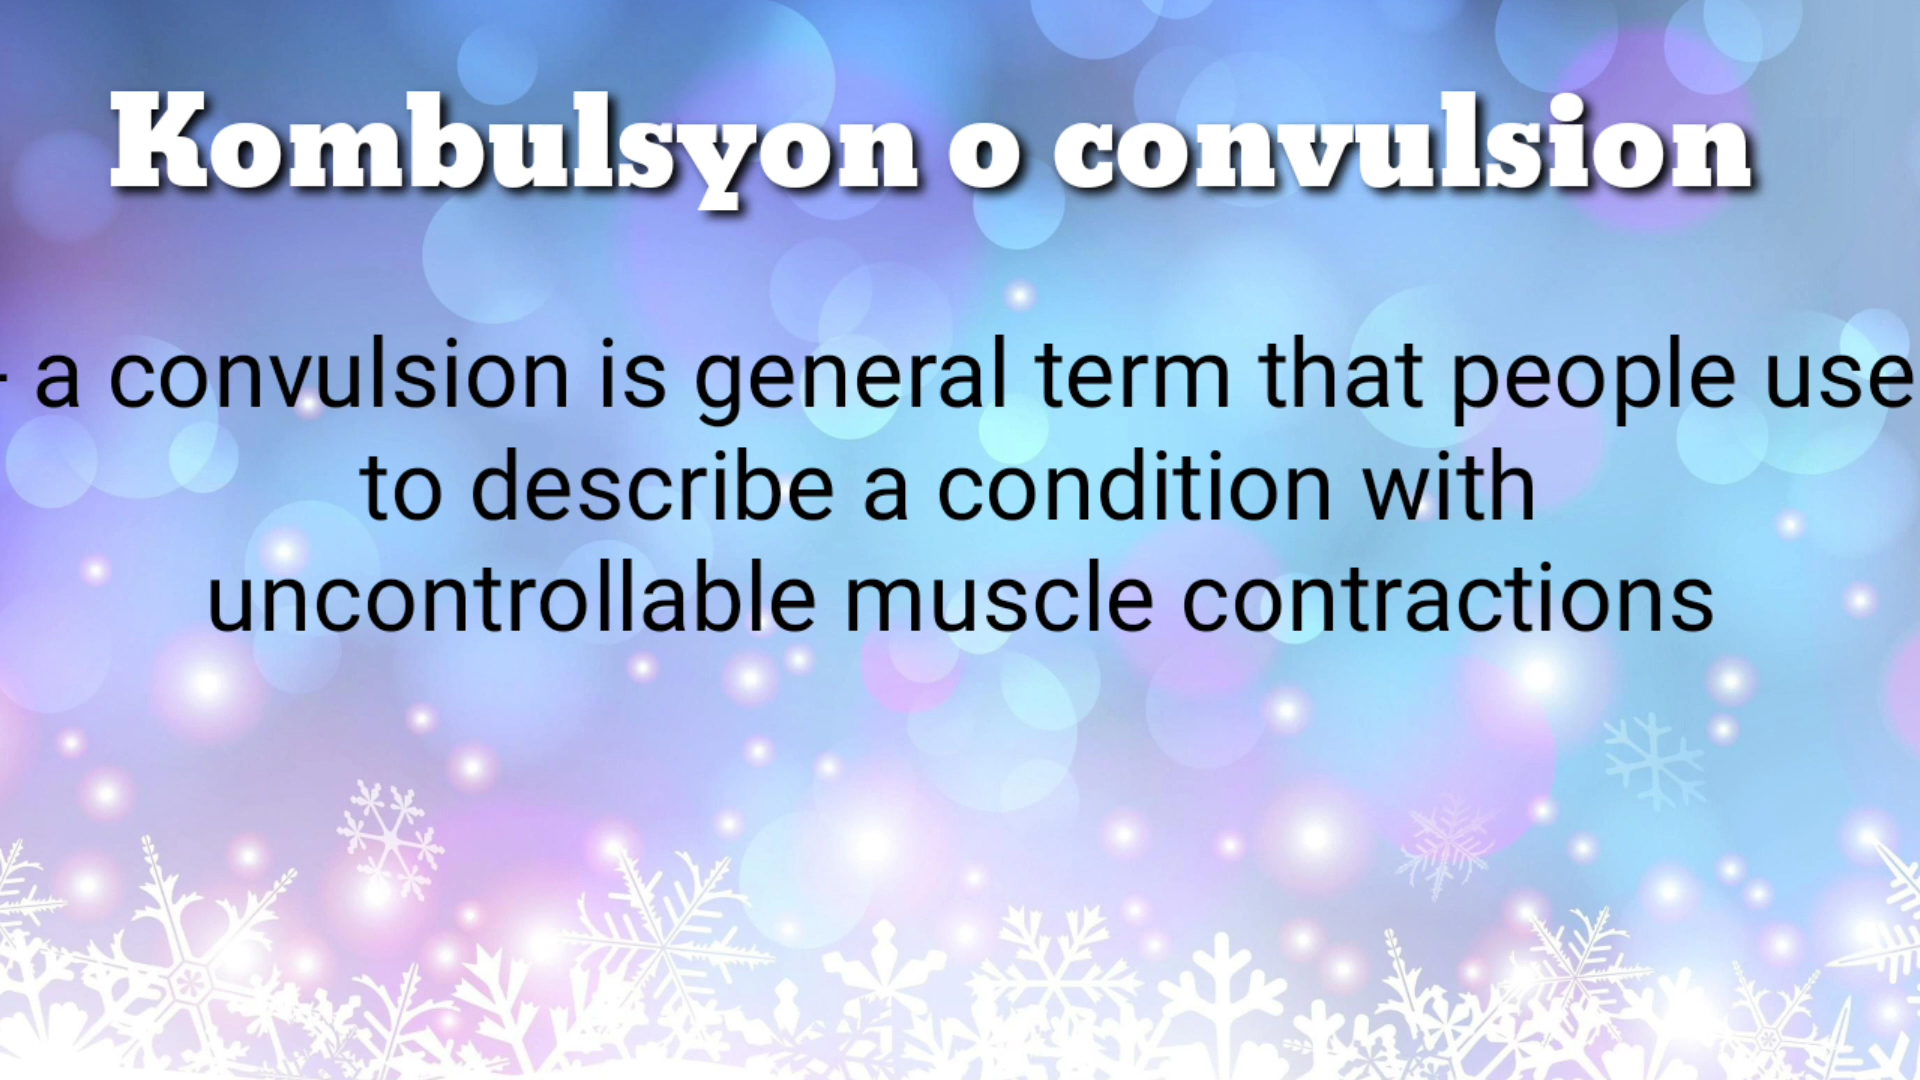 Kombulsyon o convulsion
- a convulsion is general term that people use
to describe a condition with
uncontrollable muscle contractions